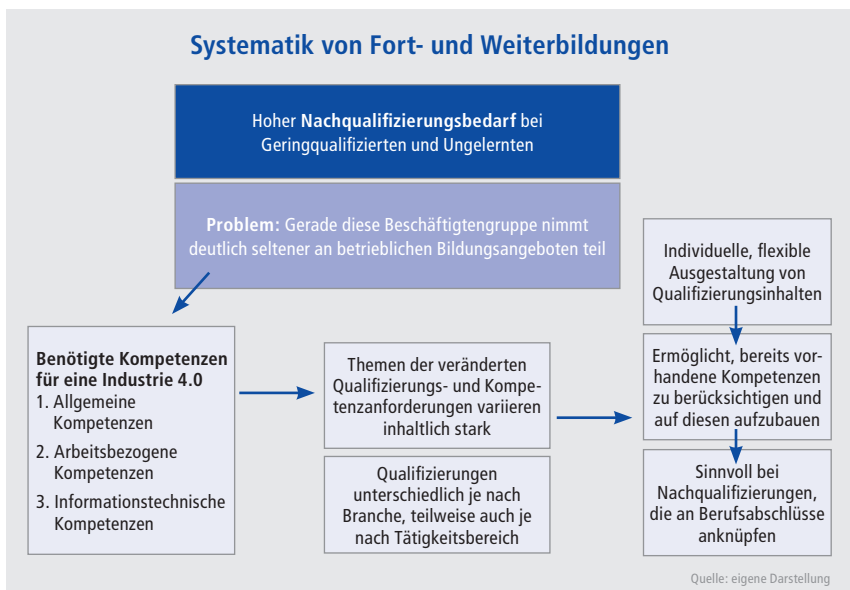 Systematik von Fort- und Weiterbildungen
Hoher Nachqualifizierungsbedarf bei
Geringqualifizierten und Ungelernten
Problem: Gerade diese Beschäftigtengruppe nimmt
deutlich seltener an betrieblichen Bildungsangeboten teil
Benötigte Kompetenzen
für eine Industrie 4.0
1. Allgemeine
Kompetenzen
2. Arbeitsbezogene
Kompetenzen
3. Informationstechnische
Kompetenzen
Themen der veränderten
Qualifizierungs- und Kompe-
tenzanforderungen variieren
inhaltlich stark
Qualifizierungen
unterschiedlich je nach
Branche, teilweise auch je
nach Tätigkeitsbereich
Individuelle, flexible
Ausgestaltung von
Qualifizierungsinhalten
Ermöglicht, bereits vor-
handene Kompetenzen
zu berücksichtigen und
auf diesen aufzubauen
Sinnvoll bei
Nachqualifizierungen,
die an Berufsabschlüsse
anknüpfen
Quelle: eigene Darstellung